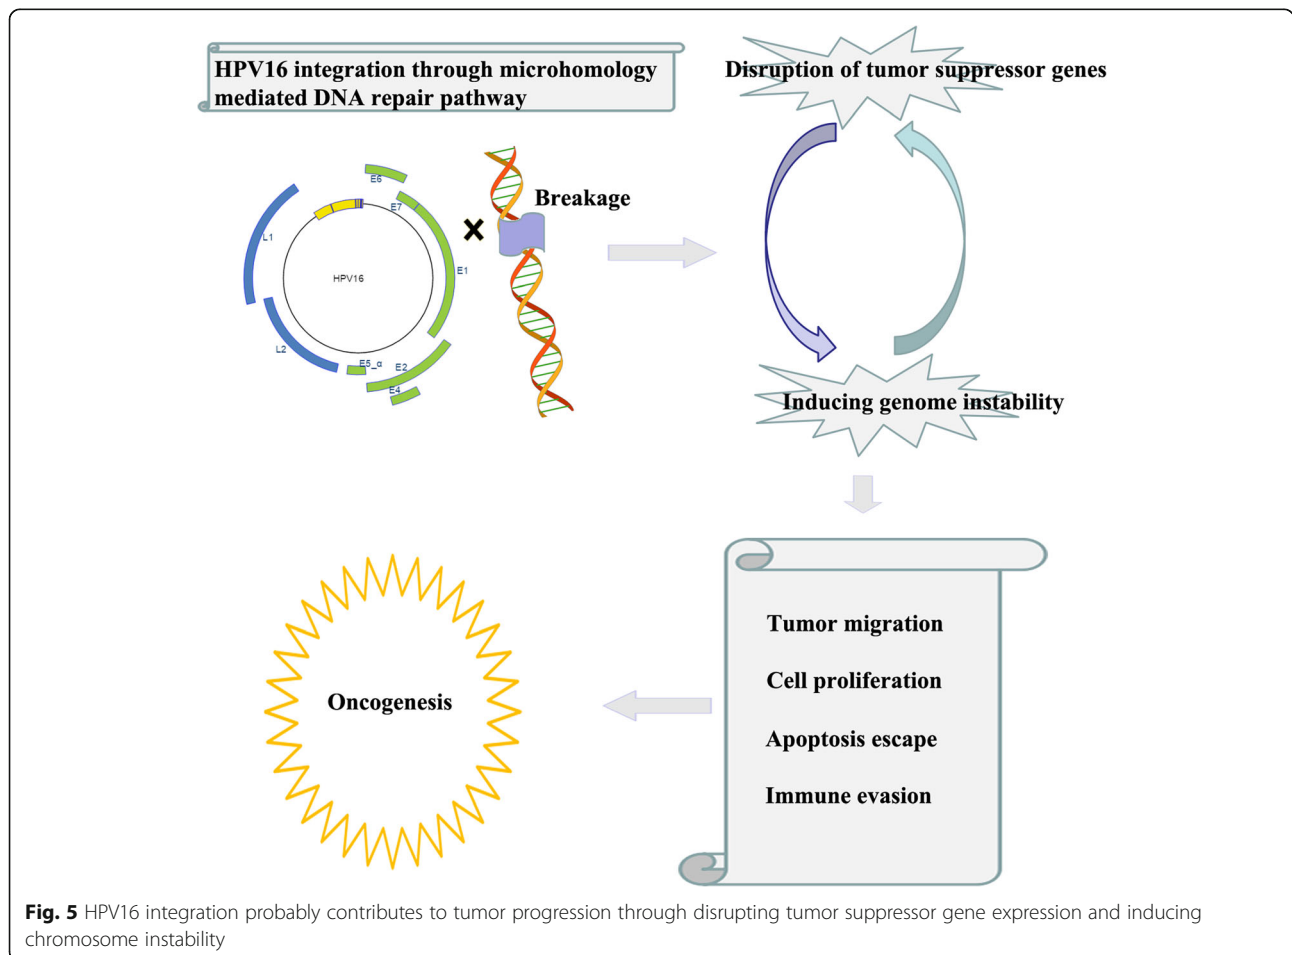 HPV16 integration through microhomology
mediated DNA repair pathway
Disruption of tumor suppressor genes
E6
Breakage
E7
L1
E1
HPV16
L2
E5_α
E2
E4
Inducing genome instability
Tumor migration
Cell proliferation
Apoptosis escape
Immune evasion
Oncogenesis
Fig. 5 HPV16 integration probably contributes to tumor progression through disrupting tumor suppressor gene expression and inducing
chromosome instability